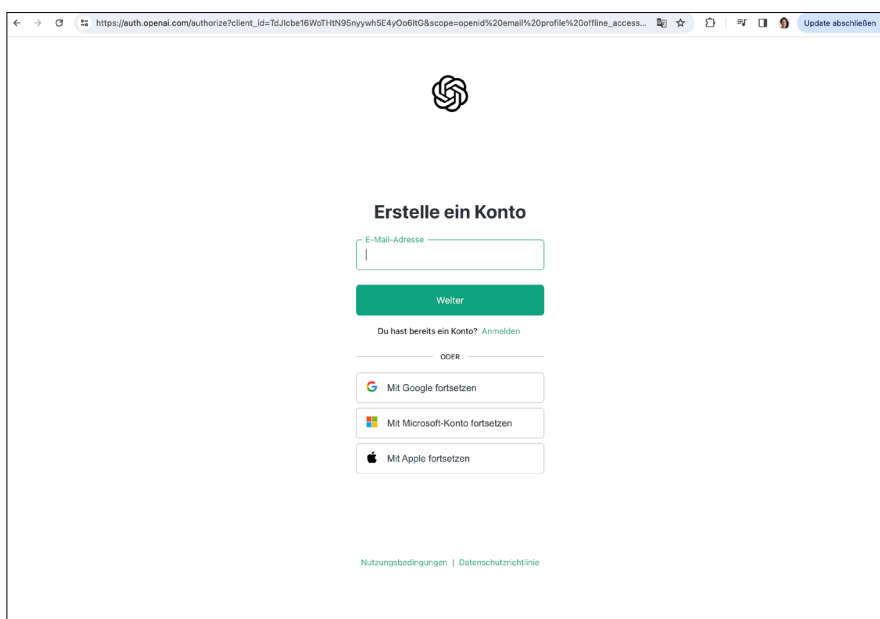 https://auth.openai.com/authorize?client_id=TdJIcbe16WoTHtN95nyywh5E4yOo6ItG&scope=openid%20email%20profile%20offline_access...
Update abschließen
Erstelle ein Konto
E-Mail-Adresse
Weiter
Du hast bereits ein Konto? Anmelden
ODER
Mit Google fortsetzen
Mit Microsoft-Konto fortsetzen
Mit Apple fortsetzen
Nutzungsbedingungen | Datenschutzrichtlinie